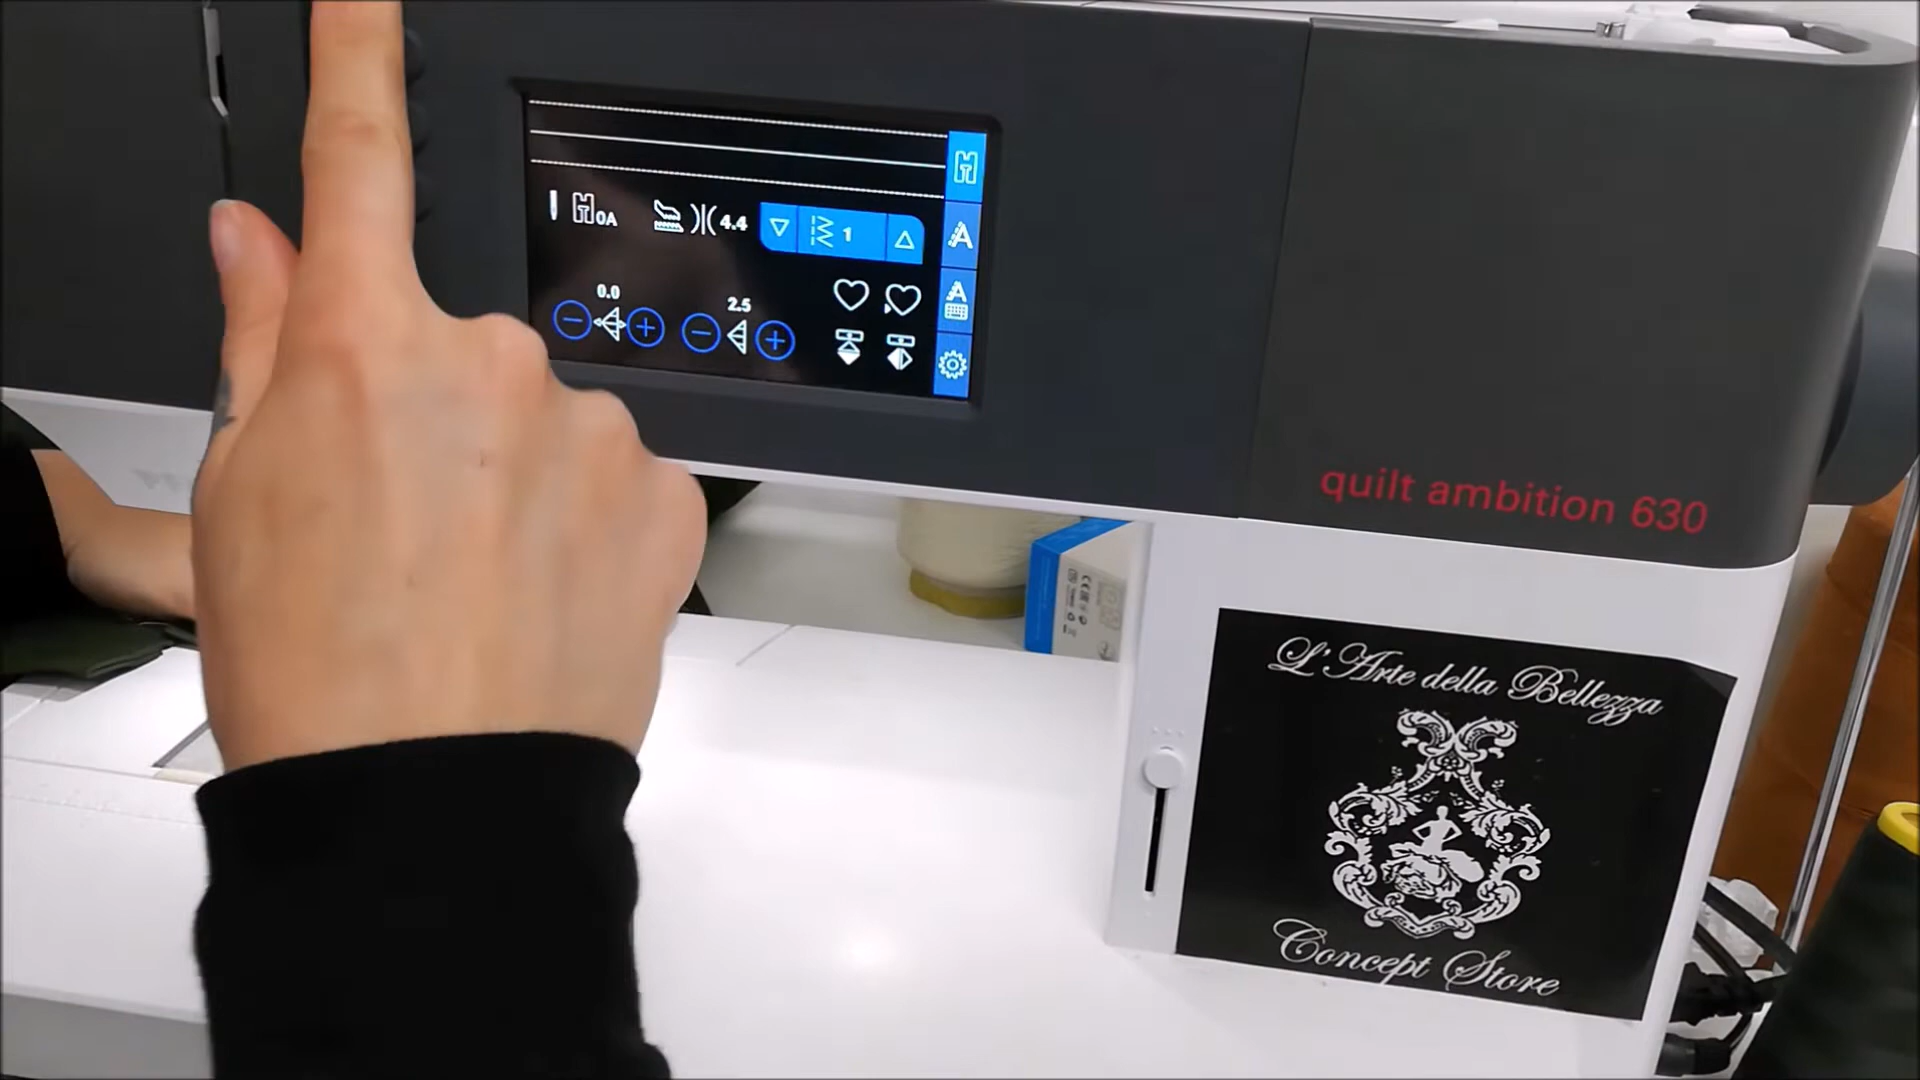 0A
4.4
1
0.0
2.5
A
A
quilt ambition 630
L'Arte della Bellezza
Concept Store